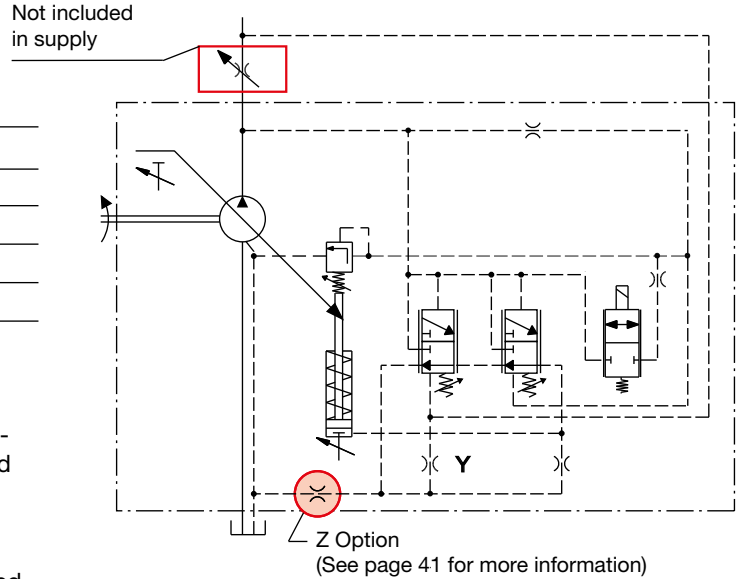 Not included
in supply
-
d
Y
Z Option
(See page 41 for more information)